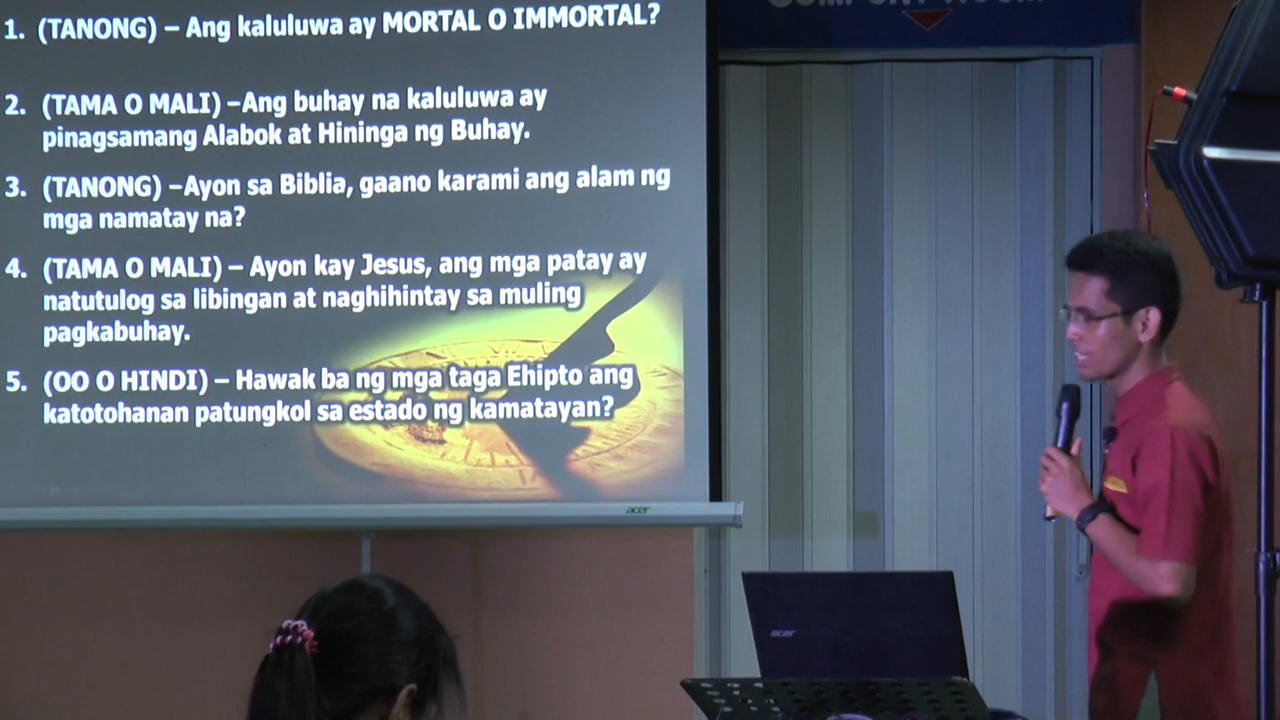 1. (TANONG) – Ang kaluluwa ay MORTAL O IMMORTAL?
2. (TAMA O MALI) –Ang buhay na kaluluwa ay
pinagsamang Alabok at Hininga ng Buhay.
3. (TANONG) –Ayon sa Biblia, gaano karami ang alam ng
mga namatay na?
4. (TAMA O MALI) – Ayon kay Jesus, ang mga patay ay
natutulog sa libingan at naghihintay sa muling
pagkabuhay.
5. (OO O HINDI) – Hawak ba ng mga taga Ehipto ang
katotohanan patungkol sa estado ng kamatayan?
acer
acer